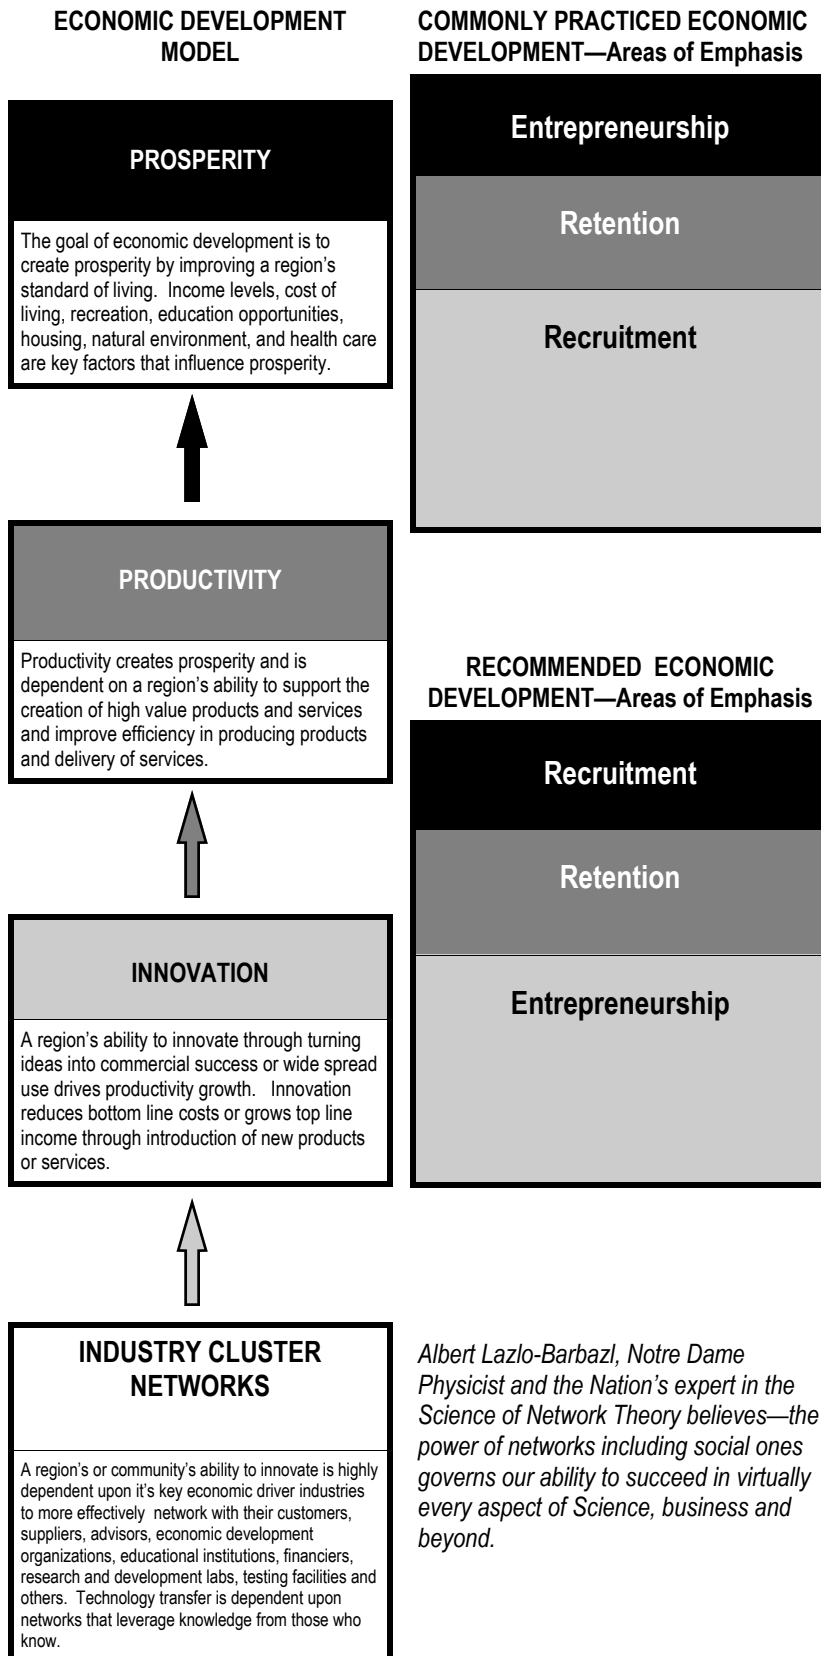 ECONOMIC DEVELOPMENT
MODEL
PROSPERITY
The goal of economic development is to
create prosperity by improving a region's
standard of living.  Income levels, cost of
living, recreation, education opportunities,
housing, natural environment, and health care
are key factors that influence prosperity.
PRODUCTIVITY
Productivity creates prosperity and is
dependent on a region's ability to support the
creation of high value products and services
and improve efficiency in producing products
and delivery of services.
INNOVATION
A region's ability to innovate through turning
ideas into commercial success or wide spread
use drives productivity growth.   Innovation
reduces bottom line costs or grows top line
income through introduction of new products
or services.
INDUSTRY CLUSTER
NETWORKS
A region's or community's ability to innovate is highly
dependent upon it's key economic driver industries
to more effectively  network with their customers,
suppliers, advisors, economic development
organizations, educational institutions, financiers,
research and development labs, testing facilities and
others.  Technology transfer is dependent upon
networks that leverage knowledge from those who
know.
COMMONLY PRACTICED ECONOMIC
DEVELOPMENT—Areas of Emphasis
Entrepreneurship
Retention
Recruitment
RECOMMENDED  ECONOMIC
DEVELOPMENT—Areas of Emphasis
Recruitment
Retention
Entrepreneurship
Albert Lazlo-Barbazl, Notre Dame
Physicist and the Nation's expert in the
Science of Network Theory believes—the
power of networks including social ones
governs our ability to succeed in virtually
every aspect of Science, business and
beyond.